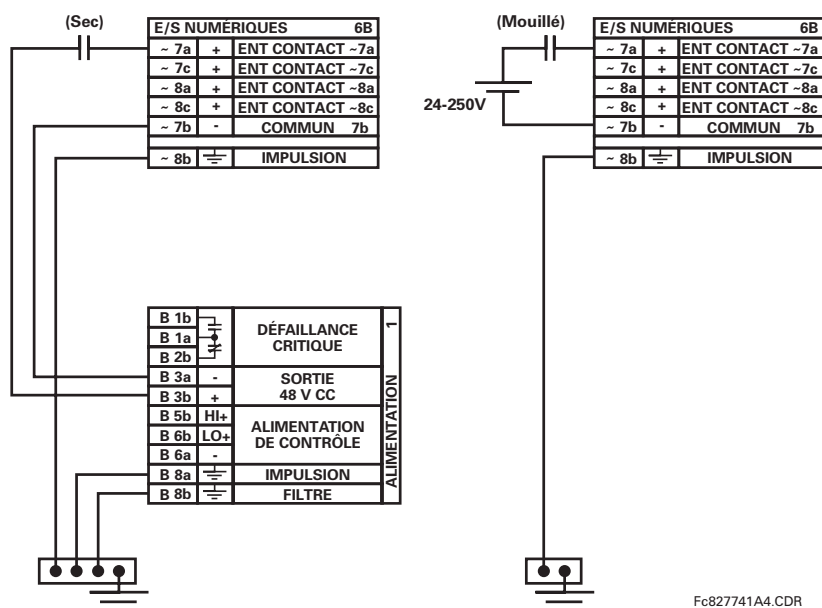 (Sec)
E/S NUMÉRIQUES 6B
~ 7a + ENT CONTACT ~7a
~ 7c + ENT CONTACT ~7c
~ 8a + ENT CONTACT ~8a
~ 8c + ENT CONTACT ~8c
~ 7b - COMMUN 7b
~ 8b IMPULSION
(Mouillé)
24-250V
E/S NUMÉRIQUES 6B
~ 7a + ENT CONTACT ~7a
~ 7c + ENT CONTACT ~7c
~ 8a + ENT CONTACT ~8a
~ 8c + ENT CONTACT ~8c
~ 7b - COMMUN 7b
~ 8b IMPULSION
B 1b
B 1a
B 2b
DÉFAILLANCE
CRITIQUE
B 3a -
B 3b +
SORTIE
48 V CC
B 5b HI+
B 6b LO+
B 6a -
ALIMENTATION
DE CONTRÔLE
B 8a IMPULSION
B 8b FILTRE
ALIMENTATION 1
Fc827741A4.CDR